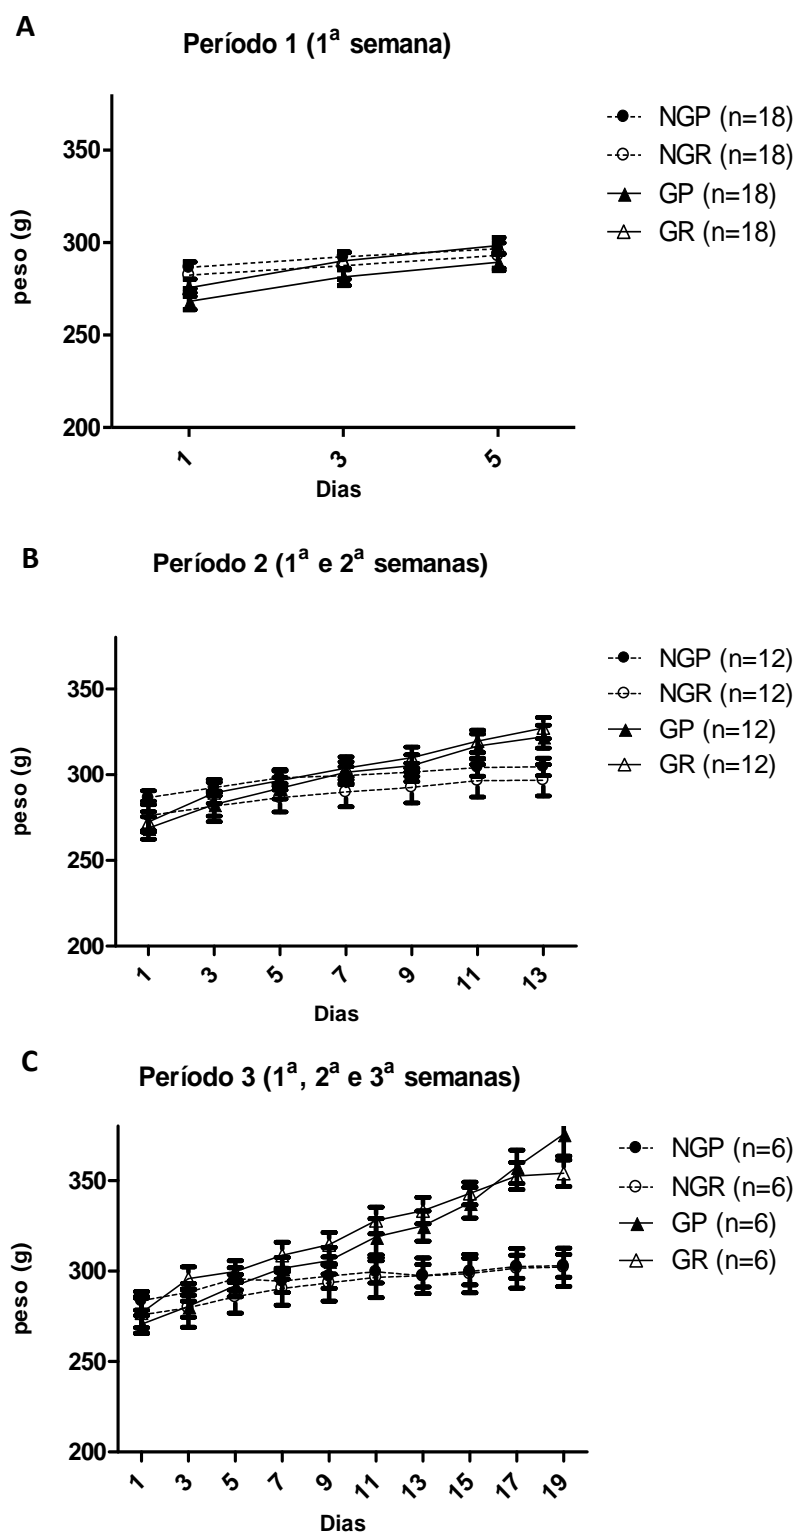 A
Período 1 (1ª semana)
350
300
250
200
peso (g)
1 3 5
Dias
NGP (n=18)
NGR (n=18)
GP (n=18)
GR (n=18)
B
Período 2 (1ª e 2ª semanas)
350
300
250
200
peso (g)
1 3 5 7 9 11 13
Dias
NGP (n=12)
NGR (n=12)
GP (n=12)
GR (n=12)
C
Período 3 (1ª, 2ª e 3ª semanas)
350
300
250
200
peso (g)
1 3 5 7 9 11 13 15 17 19
Dias
NGP (n=6)
NGR (n=6)
GP (n=6)
GR (n=6)